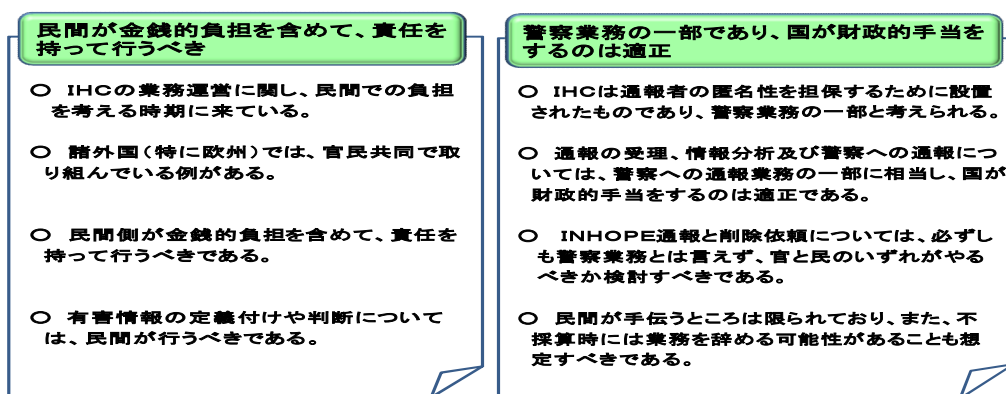 民間が金銭的負担を含めて、責任を
持って行うべき
○ IHCの業務運営に関し、民間での負担
を考える時期に来ている。
○ 諸外国(特に欧州)では、官民共同で取
り組んでいる例がある。
○ 民間側が金銭的負担を含めて、責任を
持って行うべきである。
○ 有害情報の定義付けや判断について
は、民間が行うべきである。
警察業務の一部であり、国が財政的手当を
するのは適正
○ IHCは通報者の匿名性を担保するために設置
されたものであり、警察業務の一部と考えられる。
○ 通報の受理、情報分析及び警察への通報につ
いては、警察への通報業務の一部に相当し、国が
財政的手当をするのは適正である。
○ INHOPE通報と削除依頼については、必ずし
も警察業務とは言えず、官と民のいずれがやる
べきか検討すべきである。
○ 民間が手伝うところは限られており、また、不
採算時には業務を辞める可能性があることも想
定すべきである。